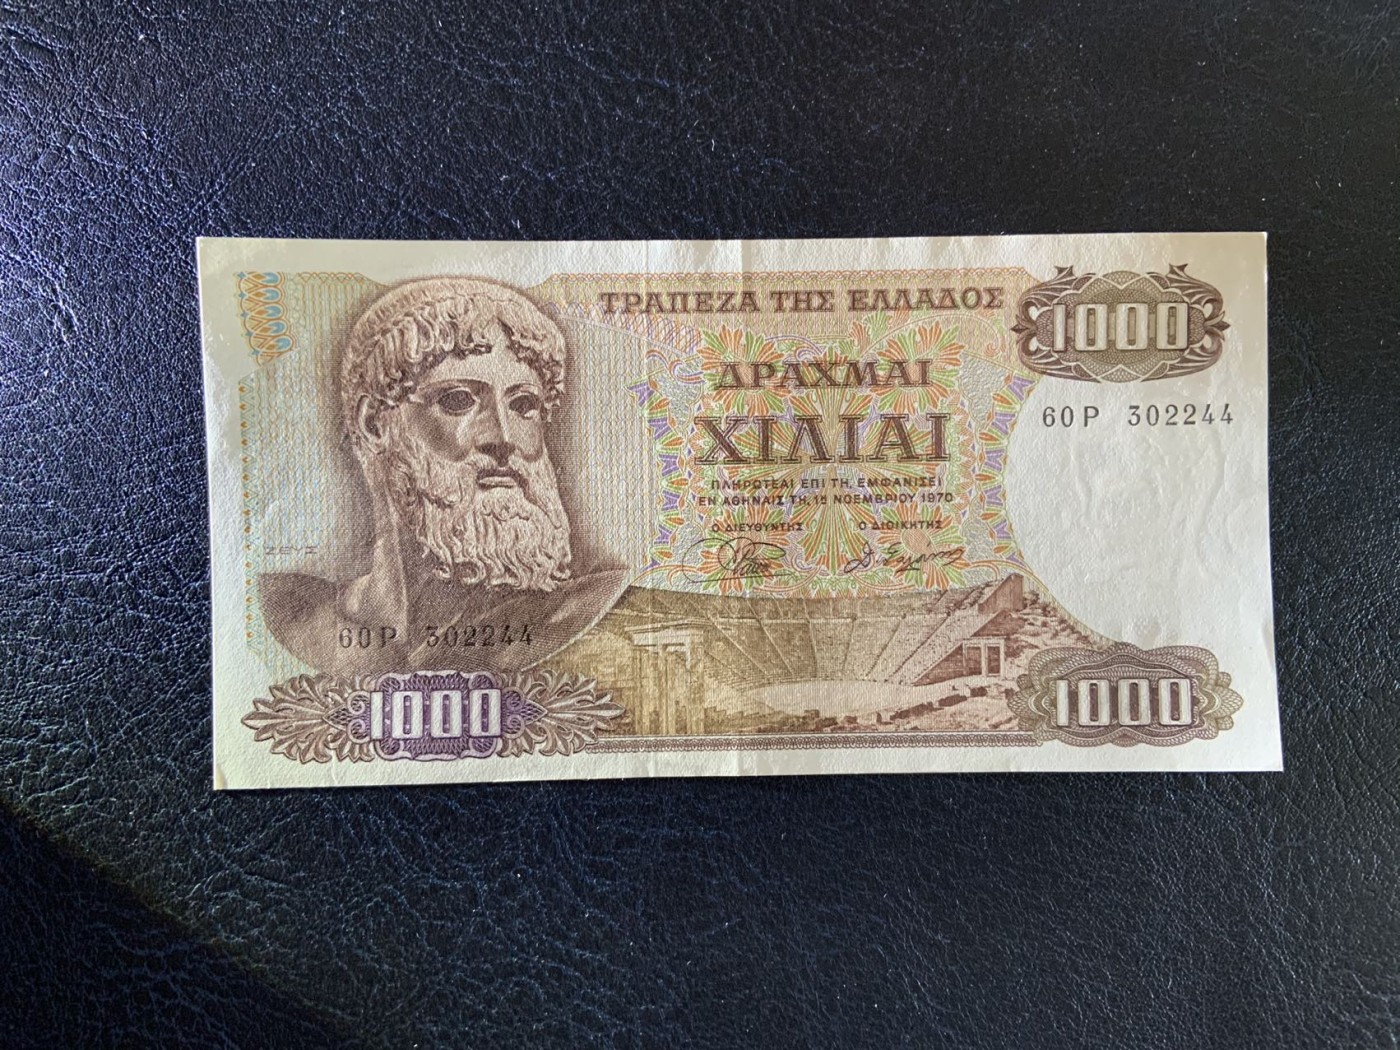 ΤΡΑΠΕΖΑ ΤΗΣ ΕΛΛΑΔΟΣ
1000
ΔΡΑΧΜΑΙ
ΧΙΛΙΑΙ
60Ρ 302244
ΠΛΗΡΩΤΕΑΙ ΕΠΙ ΤΗ, ΕΜΦΑΝΙΣΕΙ
ΕΝ ΑΘΗΝΑΙΣ ΤΗ, 1Η ΝΟΕΜΒΡΙΟΥ 1970
Ο ΔΙΕΥΘΥΝΤΗΣ Ο ΔΙΟΙΚΗΤΗΣ
ΖΕΥΣ
60Ρ 302244
1000
1000